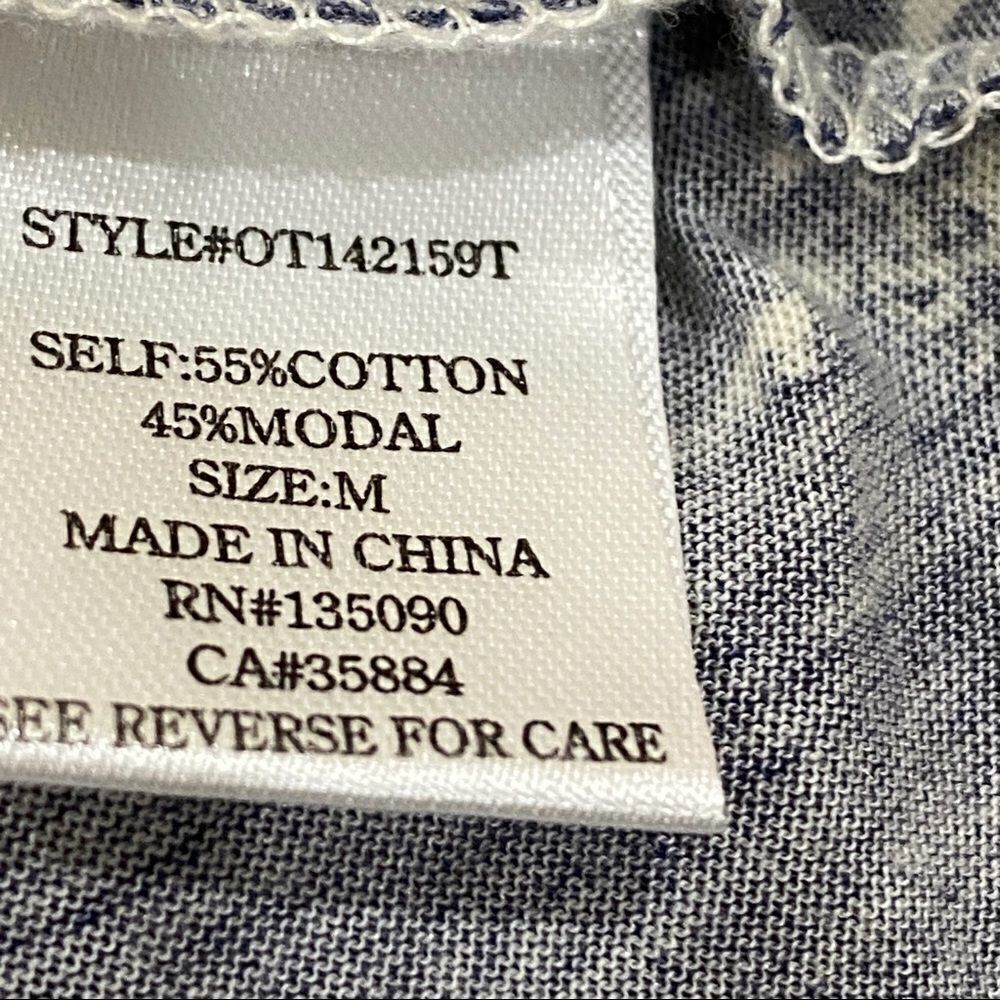 STYLE#OT142159T
SELF:55%COTTON
45%MODAL
SIZE:M
MADE IN CHINA
RN#135090
CA#35884
SEE REVERSE FOR CARE